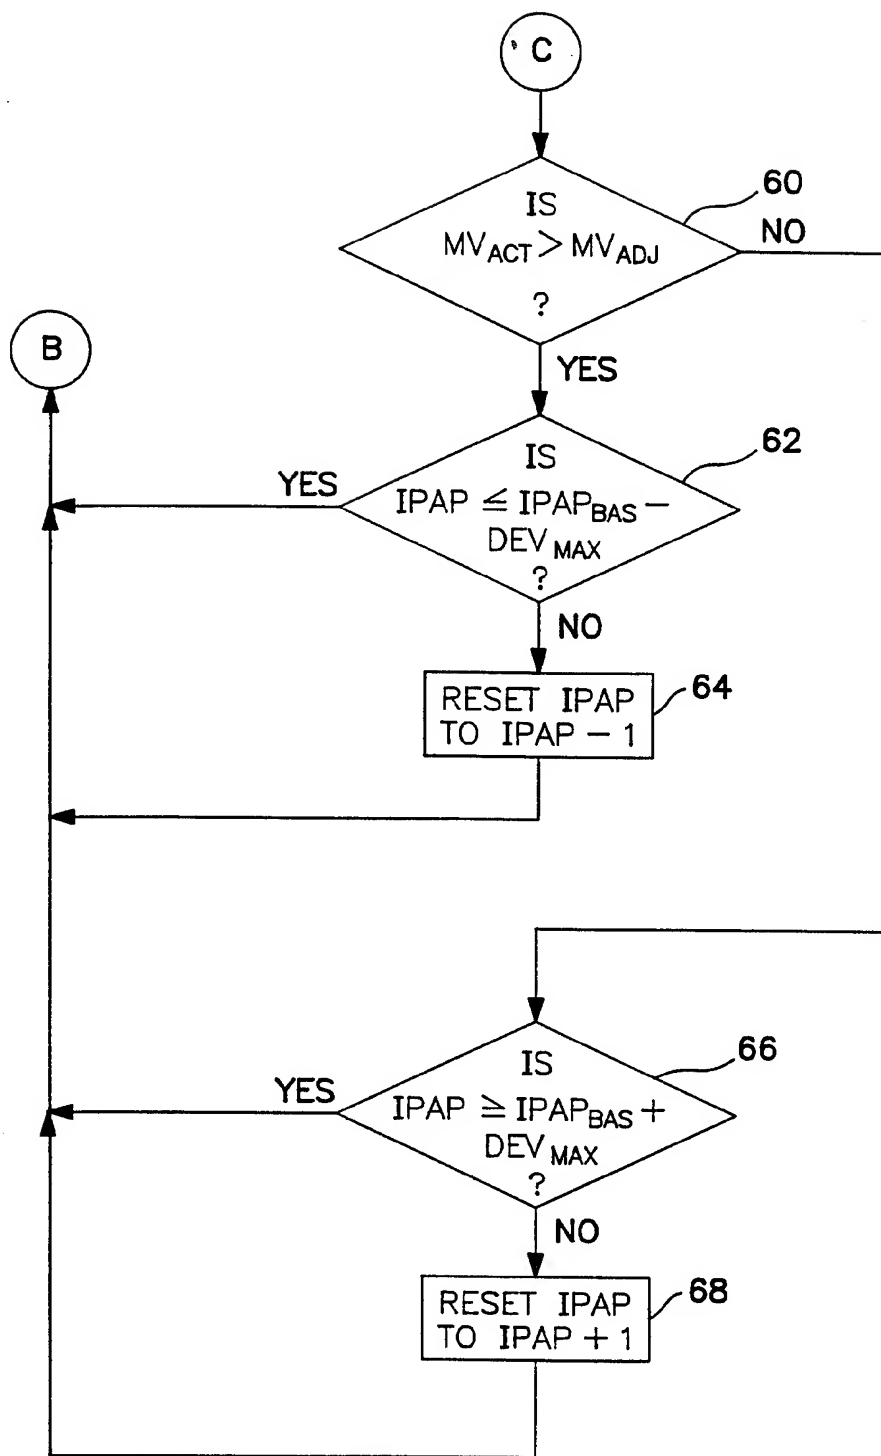 C
60
IS
MV_ACT > MV_ADJ
?
NO
YES
B
62
IS
IPAP ≤ IPAP_BAS −
DEV_MAX
?
YES
NO
64
RESET IPAP
TO IPAP − 1
66
IS
IPAP ≥ IPAP_BAS +
DEV_MAX
?
YES
NO
68
RESET IPAP
TO IPAP + 1